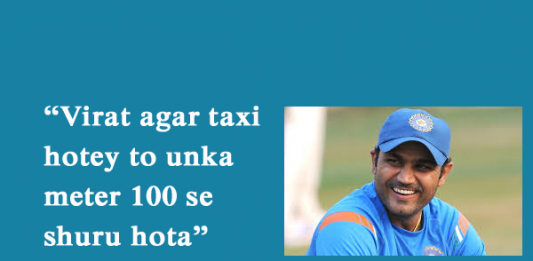 “Virat agar taxi
hotey to unka
meter 100 se
shuru hota”